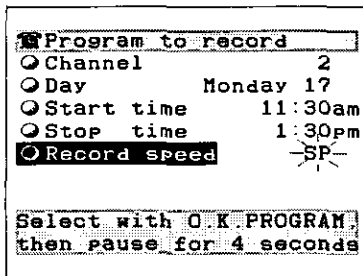 Program to record
Channel 2
Day Monday 17
Start time 11:30am
Stop time 1:30pm
Record speed SP
Select with O.K.PROGRAM,
then pause for 4 seconds